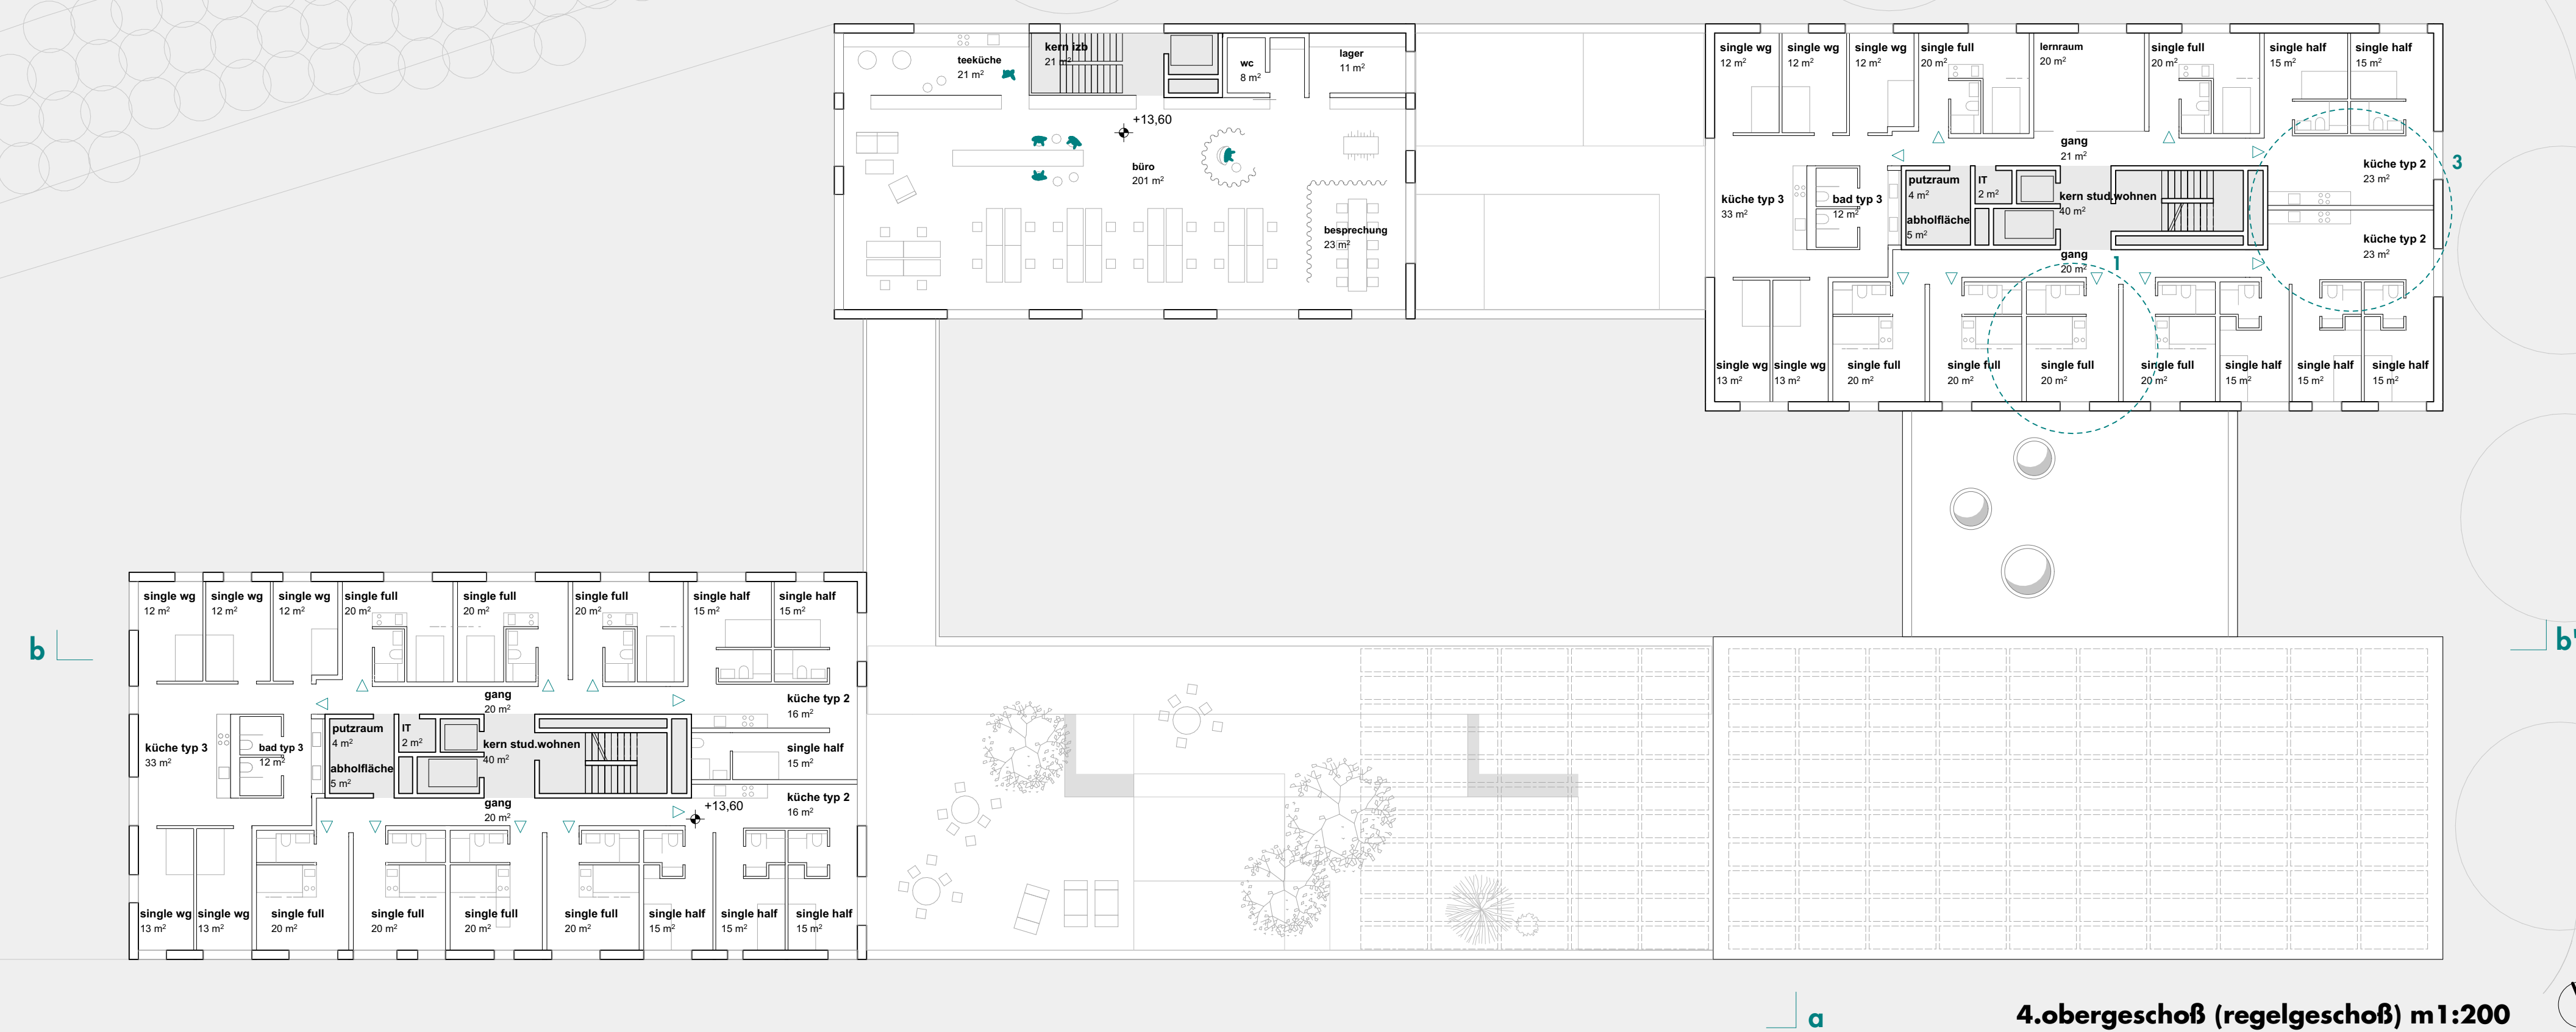 kern izb
21 m²
teeküche
21 m²
wc
8 m²
lager
11 m²
+13,60
büro
201 m²
besprechung
23 m²
single wg
12 m²
single wg
12 m²
single wg
12 m²
single full
20 m²
lernraum
20 m²
single full
20 m²
single half
15 m²
single half
15 m²
gang
21 m²
küche typ 2
23 m²
3
küche typ 3
33 m²
bad typ 3
12 m²
putzraum
4 m²
IT
2 m²
abholfläche
5 m²
kern stud.wohnen
40 m²
küche typ 2
23 m²
gang
20 m²
1
single wg
13 m²
single wg
13 m²
single full
20 m²
single full
20 m²
single full
20 m²
single full
20 m²
single half
15 m²
single half
15 m²
single half
15 m²
single wg
12 m²
single wg
12 m²
single wg
12 m²
single full
20 m²
single full
20 m²
single full
20 m²
single half
15 m²
single half
15 m²
b
b'
gang
20 m²
küche typ 2
16 m²
küche typ 3
33 m²
bad typ 3
12 m²
putzraum
4 m²
IT
2 m²
abholfläche
5 m²
kern stud.wohnen
40 m²
single half
15 m²
küche typ 2
16 m²
gang
20 m²
+13,60
single wg
13 m²
single wg
13 m²
single full
20 m²
single full
20 m²
single full
20 m²
single full
20 m²
single half
15 m²
single half
15 m²
single half
15 m²
a
4.obergeschoß (regelgeschoß) m1:200